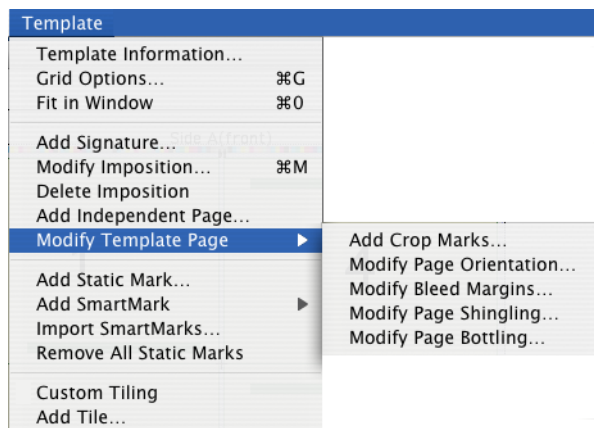 Template
Template Information...
Grid Options... ⌘G
Fit in Window ⌘0
Side A(front)
Add Signature...
Modify Imposition... ⌘M
Delete Imposition
Add Independent Page...
Modify Template Page
Add Crop Marks...
Modify Page Orientation...
Modify Bleed Margins...
Modify Page Shingling...
Modify Page Bottling...
Add Static Mark...
Add SmartMark
Import SmartMarks...
Remove All Static Marks
Custom Tiling
Add Tile...